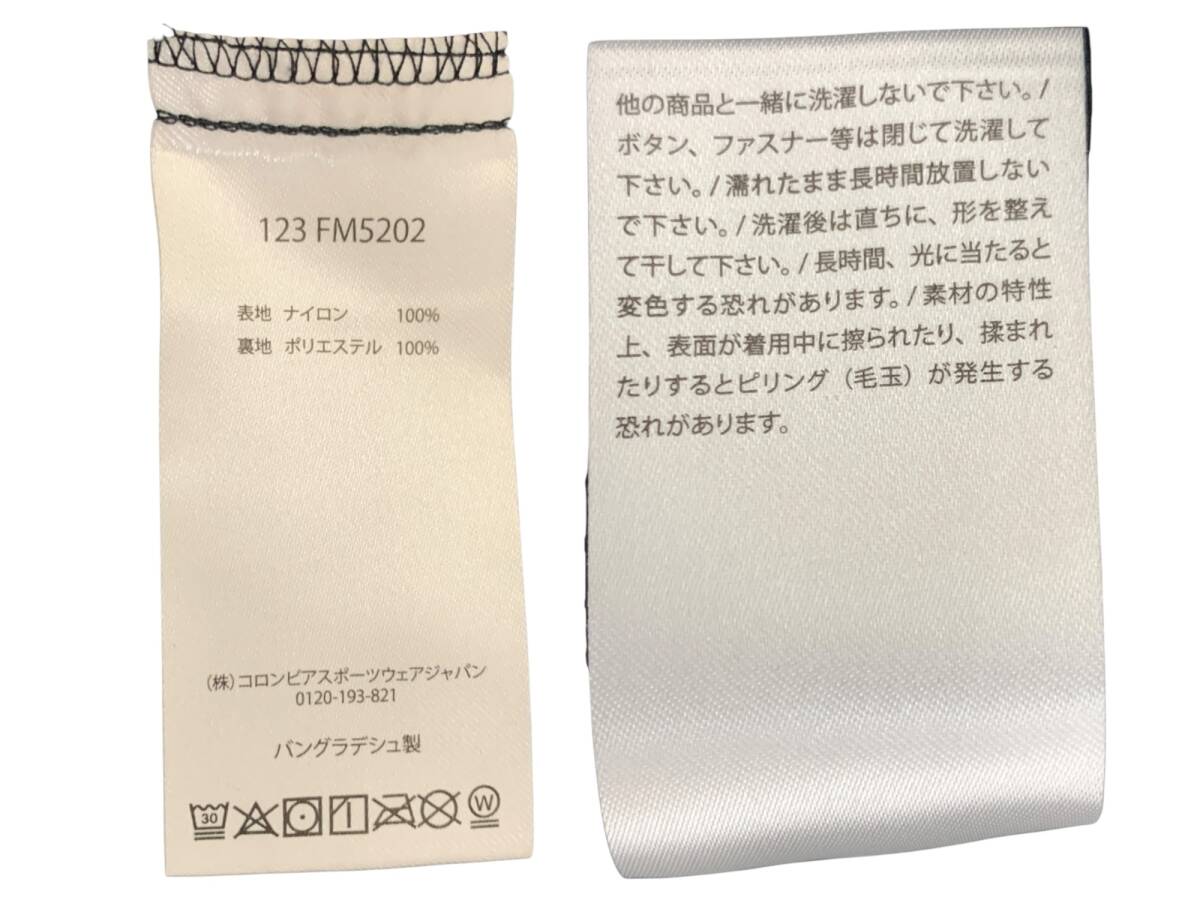 123 FM5202
表地 ナイロン 100%
裏地 ポリエステル 100%
(株)コロンビアスポーツウェアジャパン
0120-193-821
バングラデシュ製
30
W
他の商品と一緒に洗濯しないで下さい。/
ボタン、ファスナー等は閉じて洗濯して
下さい。/濡れたまま長時間放置しない
で下さい。/洗濯後は直ちに、形を整え
て干して下さい。/長時間、光に当たると
変色する恐れがあります。/素材の特性
上、表面が着用中に擦られたり、揉まれ
たりするとピリング（毛玉）が発生する
恐れがあります。